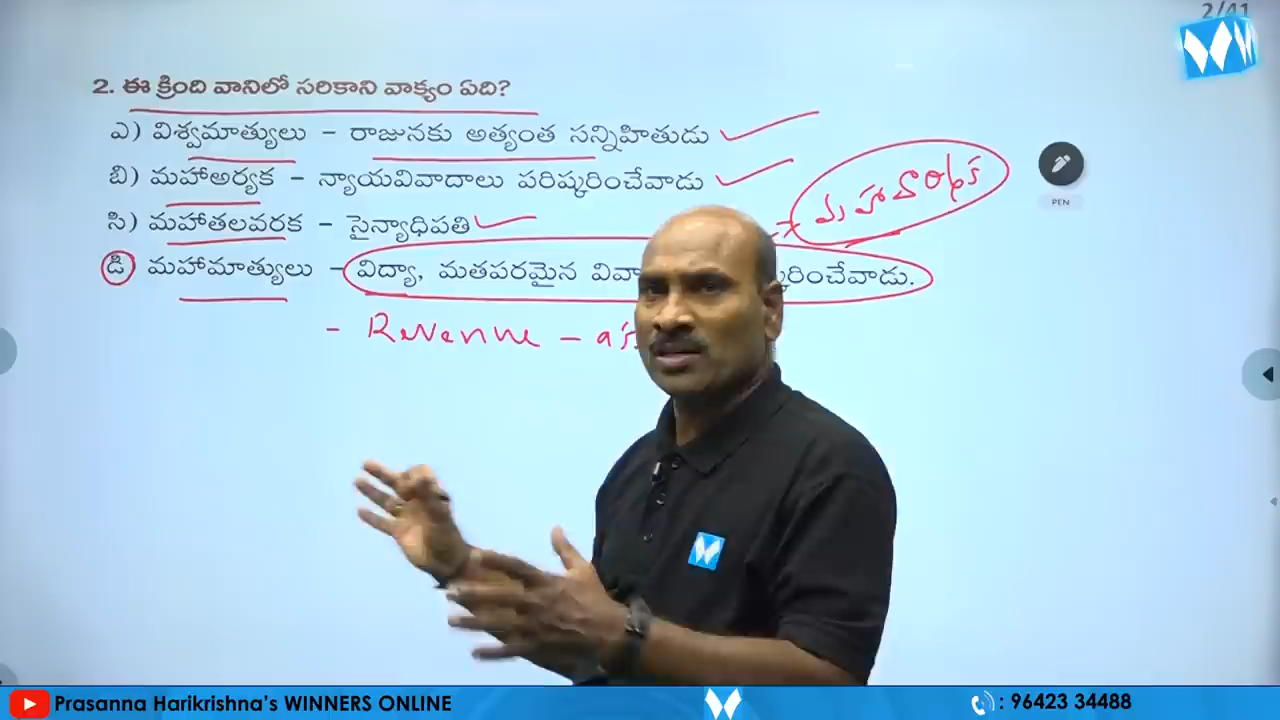 2/41
2. ఈ క్రింది వానిలో సరికాని వాక్యం ఏది?
ఎ) విశ్వమాత్యులు – రాజునకు అత్యంత సన్నిహితుడు
బి) మహాఅర్యక – న్యాయవివాదాలు పరిష్కరించేవాడు
సి) మహాతలవరక – సైన్యాధిపతి
డి) మహామాత్యులు – విద్యా, మతపరమైన
- Revenue -
PEN
Prasanna Harikrishna's WINNERS ONLINE
: 96423 34488